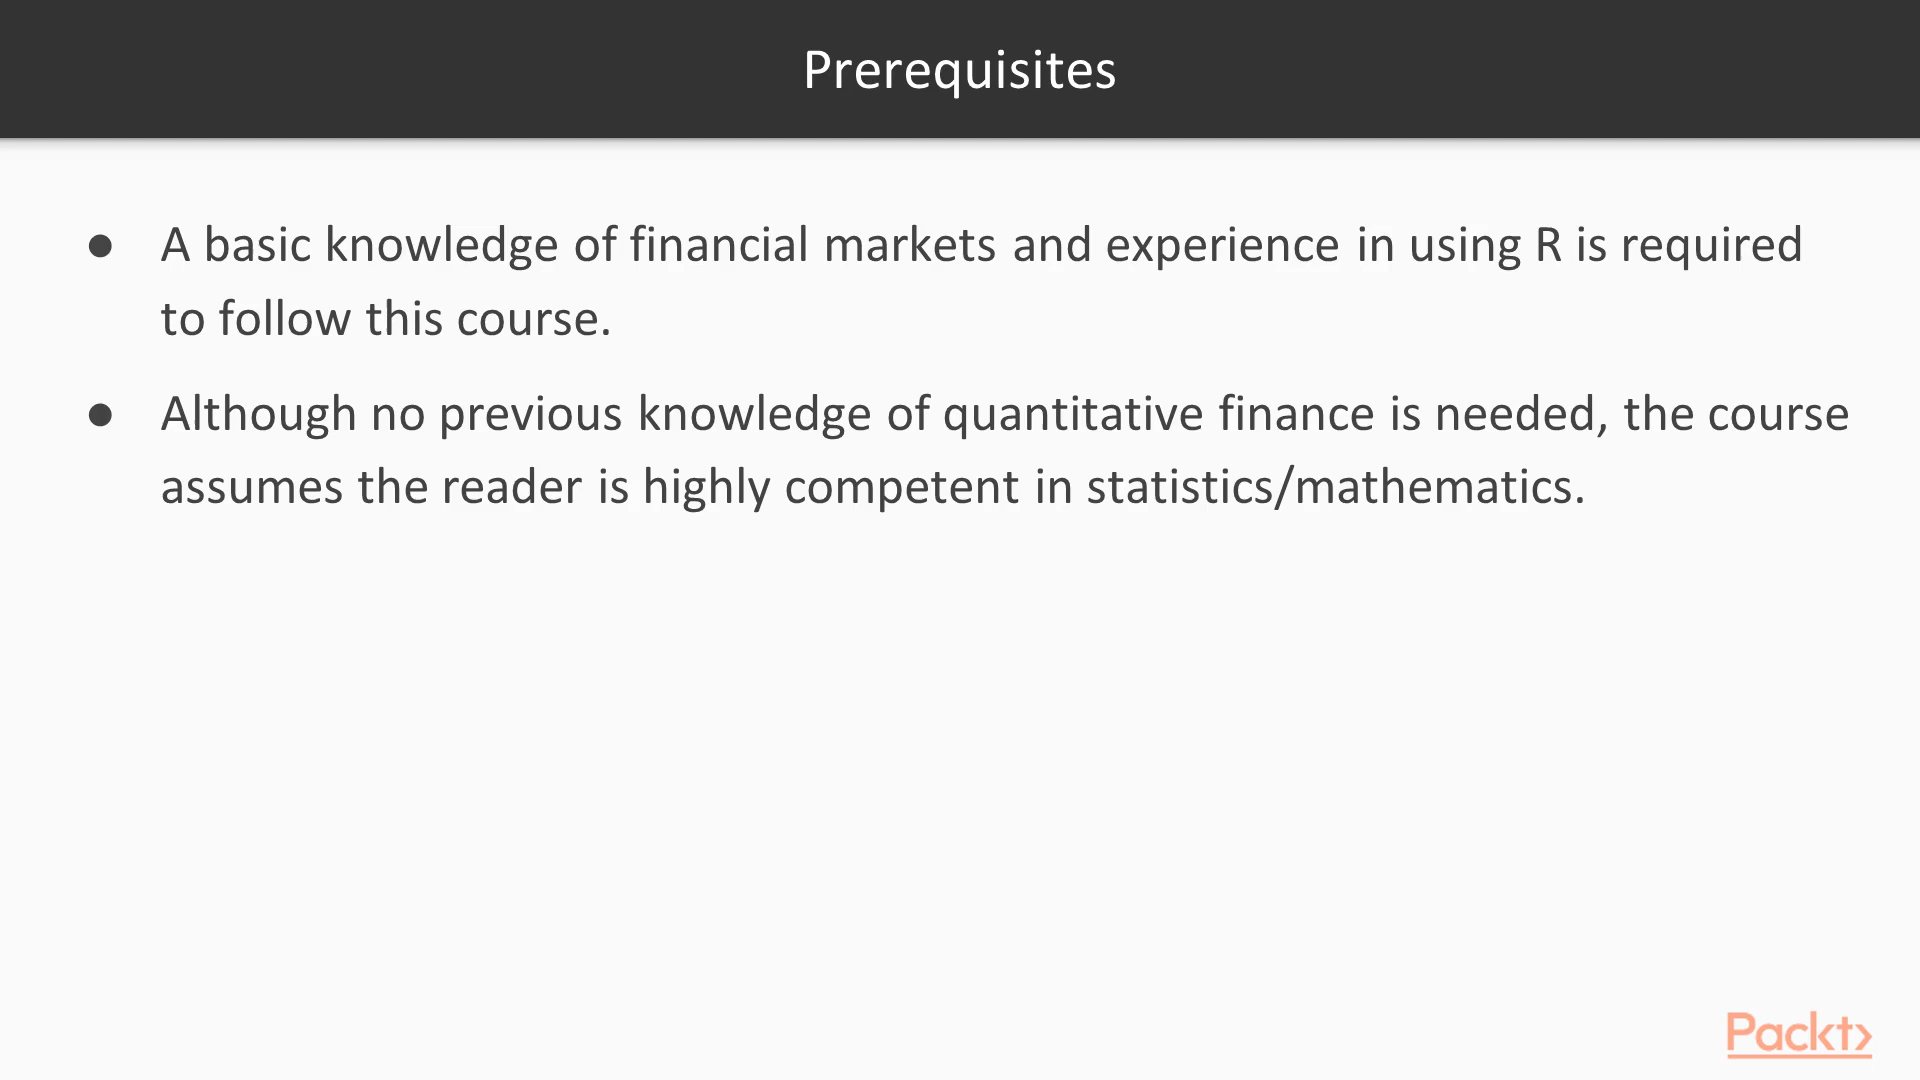 Prerequisites
● A basic knowledge of financial markets and experience in using R is required
to follow this course.
● Although no previous knowledge of quantitative finance is needed, the course
assumes the reader is highly competent in statistics/mathematics.
Packt>